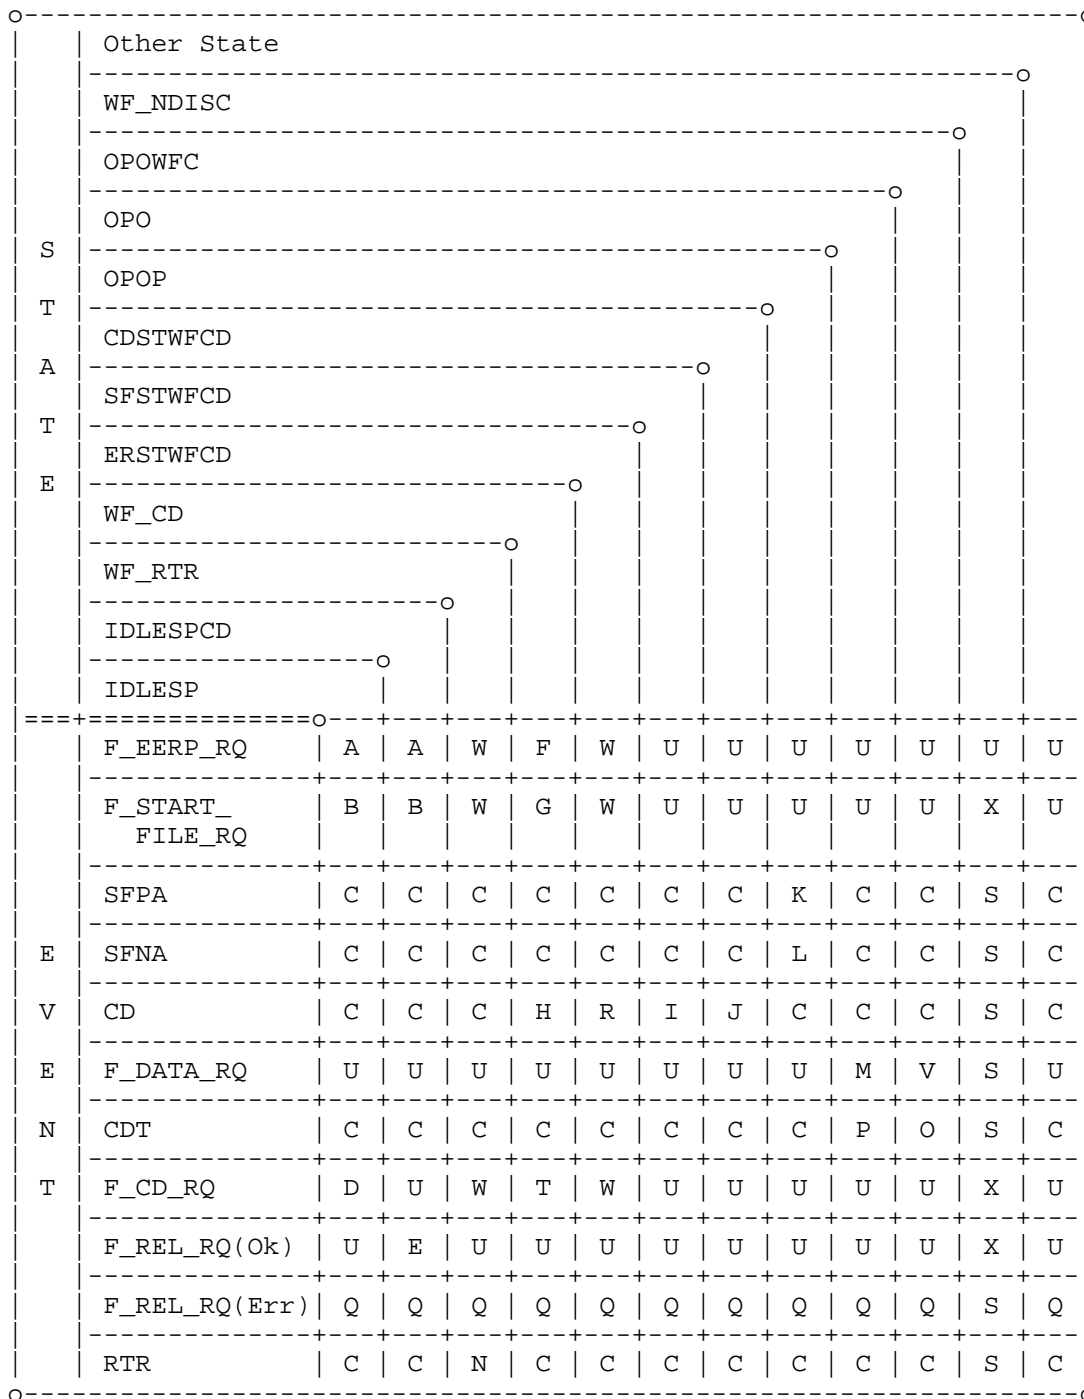 Other State
WF_NDISC
OPOWFC
OPO
S
OPOP
T
CDSTWFCD
A
SFSTWFCD
T
ERSTWFCD
E
WF_CD
WF_RTR
IDLESPCD
IDLESP
F_EERP_RQ | A | A | W | F | W | U | U | U | U | U | U | U
F_START_ | B | B | W | G | W | U | U | U | U | U | X | U
FILE_RQ
SFPA | C | C | C | C | C | C | C | K | C | C | S | C
E | SFNA | C | C | C | C | C | C | C | L | C | C | S | C
V | CD | C | C | C | H | R | I | J | C | C | C | S | C
E | F_DATA_RQ | U | U | U | U | U | U | U | U | M | V | S | U
N | CDT | C | C | C | C | C | C | C | C | P | O | S | C
T | F_CD_RQ | D | U | W | T | W | U | U | U | U | U | X | U
F_REL_RQ(Ok) | U | E | U | U | U | U | U | U | U | U | X | U
F_REL_RQ(Err)| Q | Q | Q | Q | Q | Q | Q | Q | Q | Q | S | Q
RTR | C | C | N | C | C | C | C | C | C | C | S | C